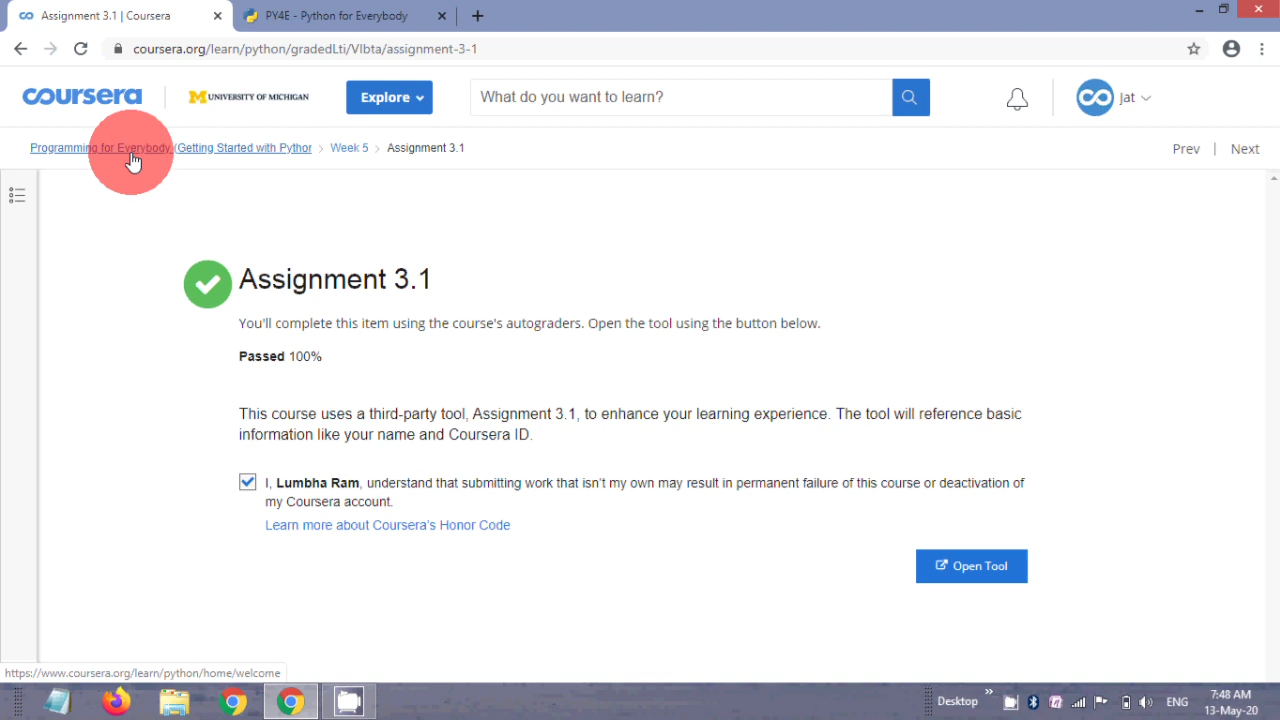 Assignment 3.1 | Coursera
PY4E - Python for Everybody
coursera.org/learn/python/gradedLti/VIbta/assignment-3-1
coursera
M UNIVERSITY OF MICHIGAN
Explore
What do you want to learn?
Jat
Programming for Everybody (Getting Started with Pythor > Week 5 > Assignment 3.1
Prev | Next
Assignment 3.1
You'll complete this item using the course's autograders. Open the tool using the button below.
Passed 100%
This course uses a third-party tool, Assignment 3.1, to enhance your learning experience. The tool will reference basic
information like your name and Coursera ID.
I, Lumbha Ram, understand that submitting work that isn't my own may result in permanent failure of this course or deactivation of
my Coursera account.
Learn more about Coursera's Honor Code
Open Tool
https://www.coursera.org/learn/python/home/welcome
Desktop
ENG
7:48 AM
13-May-20